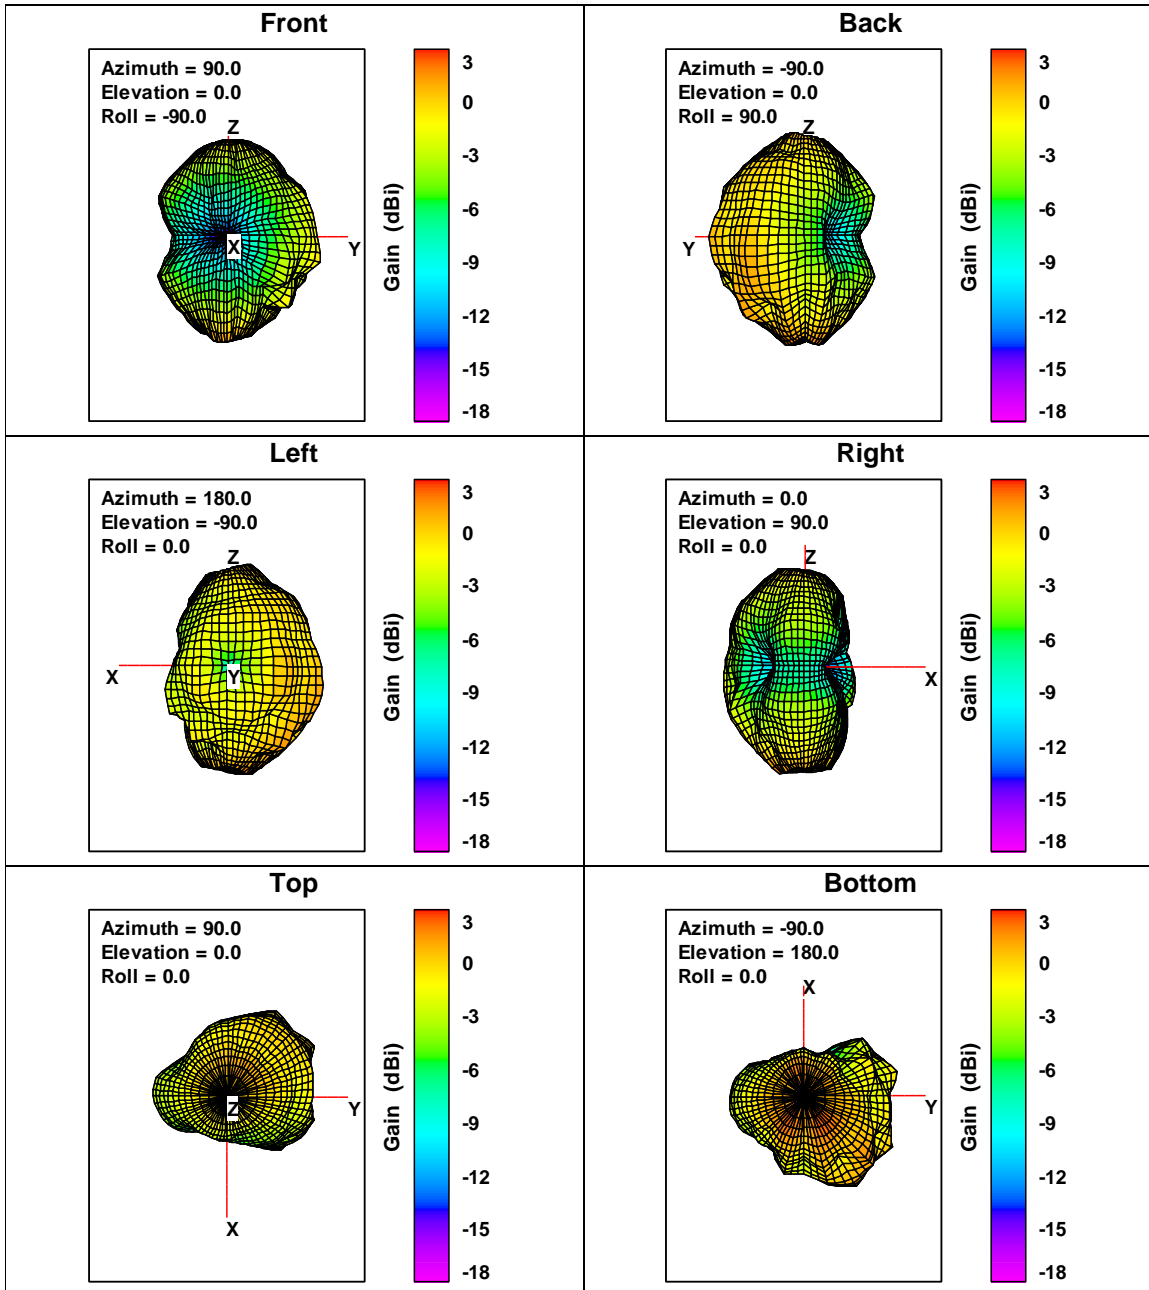 Front
Azimuth = 90.0
Elevation = 0.0
Roll = -90.0
Z
X
Y
3
0
-3
-6
-9
-12
-15
-18
Gain (dBi)
Back
Azimuth = -90.0
Elevation = 0.0
Roll = 90.0
Z
Y
3
0
-3
-6
-9
-12
-15
-18
Gain (dBi)
Left
Azimuth = 180.0
Elevation = -90.0
Roll = 0.0
Z
X
Y
3
0
-3
-6
-9
-12
-15
-18
Gain (dBi)
Right
Azimuth = 0.0
Elevation = 90.0
Roll = 0.0
Z
X
3
0
-3
-6
-9
-12
-15
-18
Gain (dBi)
Top
Azimuth = 90.0
Elevation = 0.0
Roll = 0.0
Z
Y
X
3
0
-3
-6
-9
-12
-15
-18
Gain (dBi)
Bottom
Azimuth = -90.0
Elevation = 180.0
Roll = 0.0
X
Y
3
0
-3
-6
-9
-12
-15
-18
Gain (dBi)